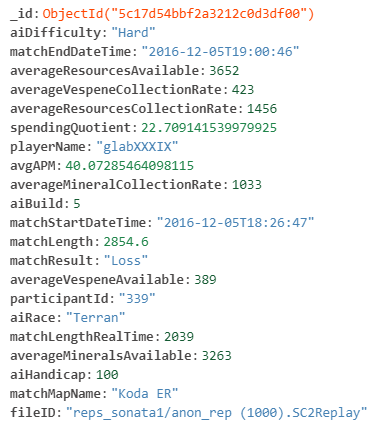 _id: ObjectId("5c17d54bbf2a3212c0d3df00")
aiDifficulty: "Hard"
matchEndDateTime: "2016-12-05T19:00:46"
averageResourcesAvailable: 3652
averageVespeneCollectionRate: 423
averageResourcesCollectionRate: 1456
spendingQuotient: 22.709141539979925
playerName: "glabXXXIX"
avgAPM: 40.07285464098115
averageMineralCollectionRate: 1033
aiBuild: 5
matchStartDateTime: "2016-12-05T18:26:47"
matchLength: 2854.6
matchResult: "Loss"
averageVespeneAvailable: 389
participantId: "339"
aiRace: "Terran"
matchLengthRealTime: 2039
averageMineralsAvailable: 3263
aiHandicap: 100
matchMapName: "Koda ER"
fileID: "reps_sonata1/anon_rep (1000).SC2Replay"